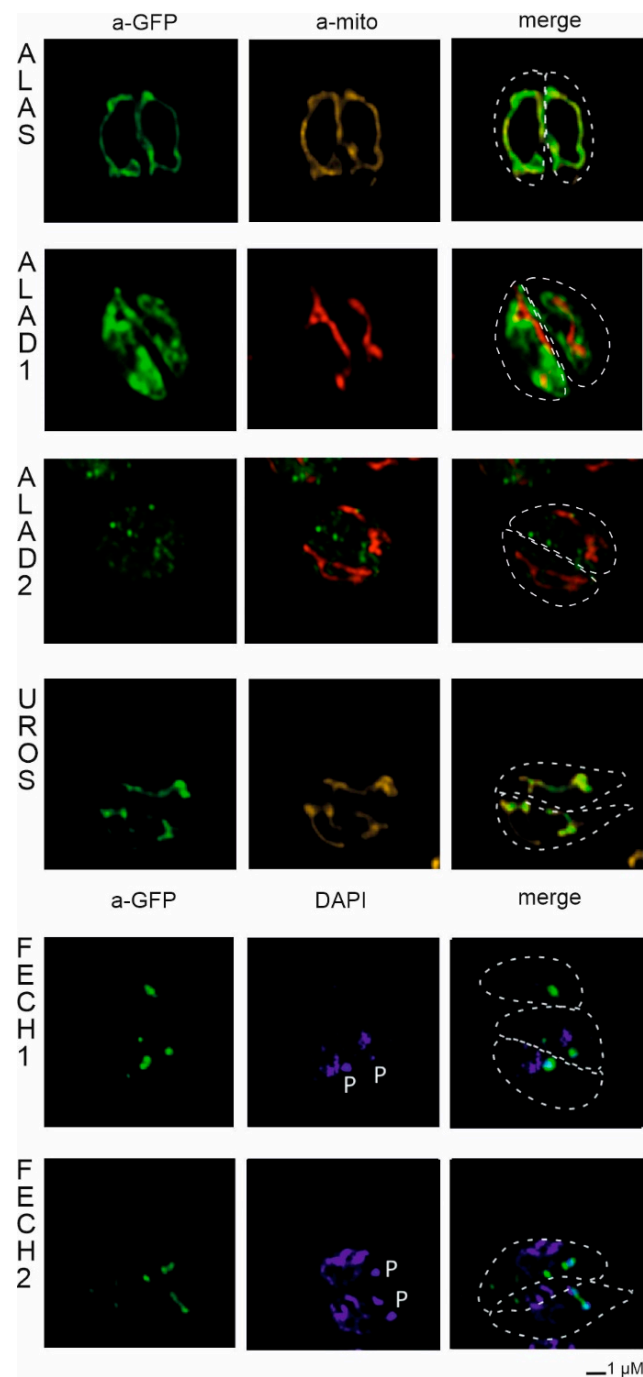 a-GFP a-mito merge
ALAS
ALAD1
ALAD2
UROS
a-GFP DAPI merge
FECH1
P P
FECH2
P
P
1 µM